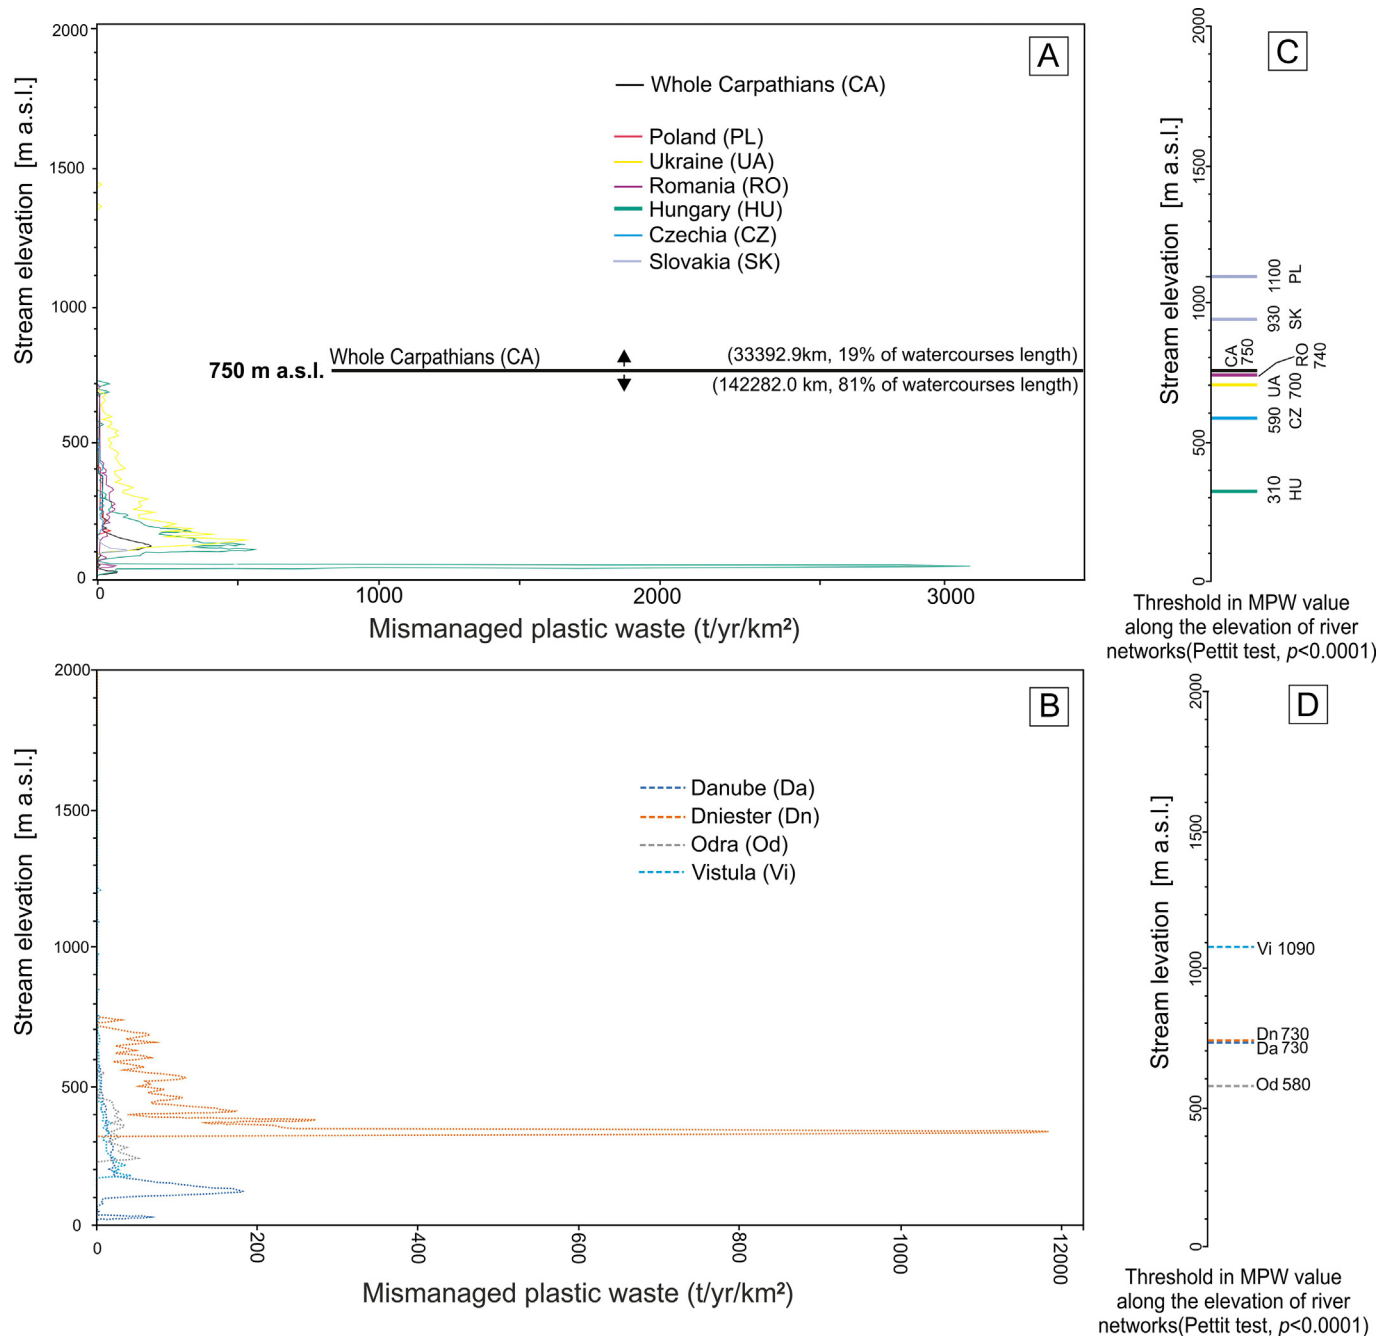 A
2000
1500
1000
500
0
Stream elevation [m a.s.l.]
Whole Carpathians (CA)
Poland (PL)
Ukraine (UA)
Romania (RO)
Hungary (HU)
Czechia (CZ)
Slovakia (SK)
750 m a.s.l.
Whole Carpathians (CA)
(33392.9km, 19% of watercourses length)
(142282.0 km, 81% of watercourses length)
0
1000
2000
3000
Mismanaged plastic waste (t/yr/km²)
C
2000
1500
1000
500
0
Stream elevation [m a.s.l.]
1100 PL
930 SK
CA 750
RO 740
UA 700
590 CZ
310 HU
Threshold in MPW value
along the elevation of river
networks(Pettit test, p<0.0001)
B
2000
1500
1000
500
0
Stream elevation [m a.s.l.]
Danube (Da)
Dniester (Dn)
Odra (Od)
Vistula (Vi)
0
200
400
600
800
1000
12000
Mismanaged plastic waste (t/yr/km²)
D
2000
1500
1000
500
0
Stream levation [m a.s.l.]
Vi 1090
Dn 730
Da 730
Od 580
Threshold in MPW value
along the elevation of river
networks(Pettit test, p<0.0001)